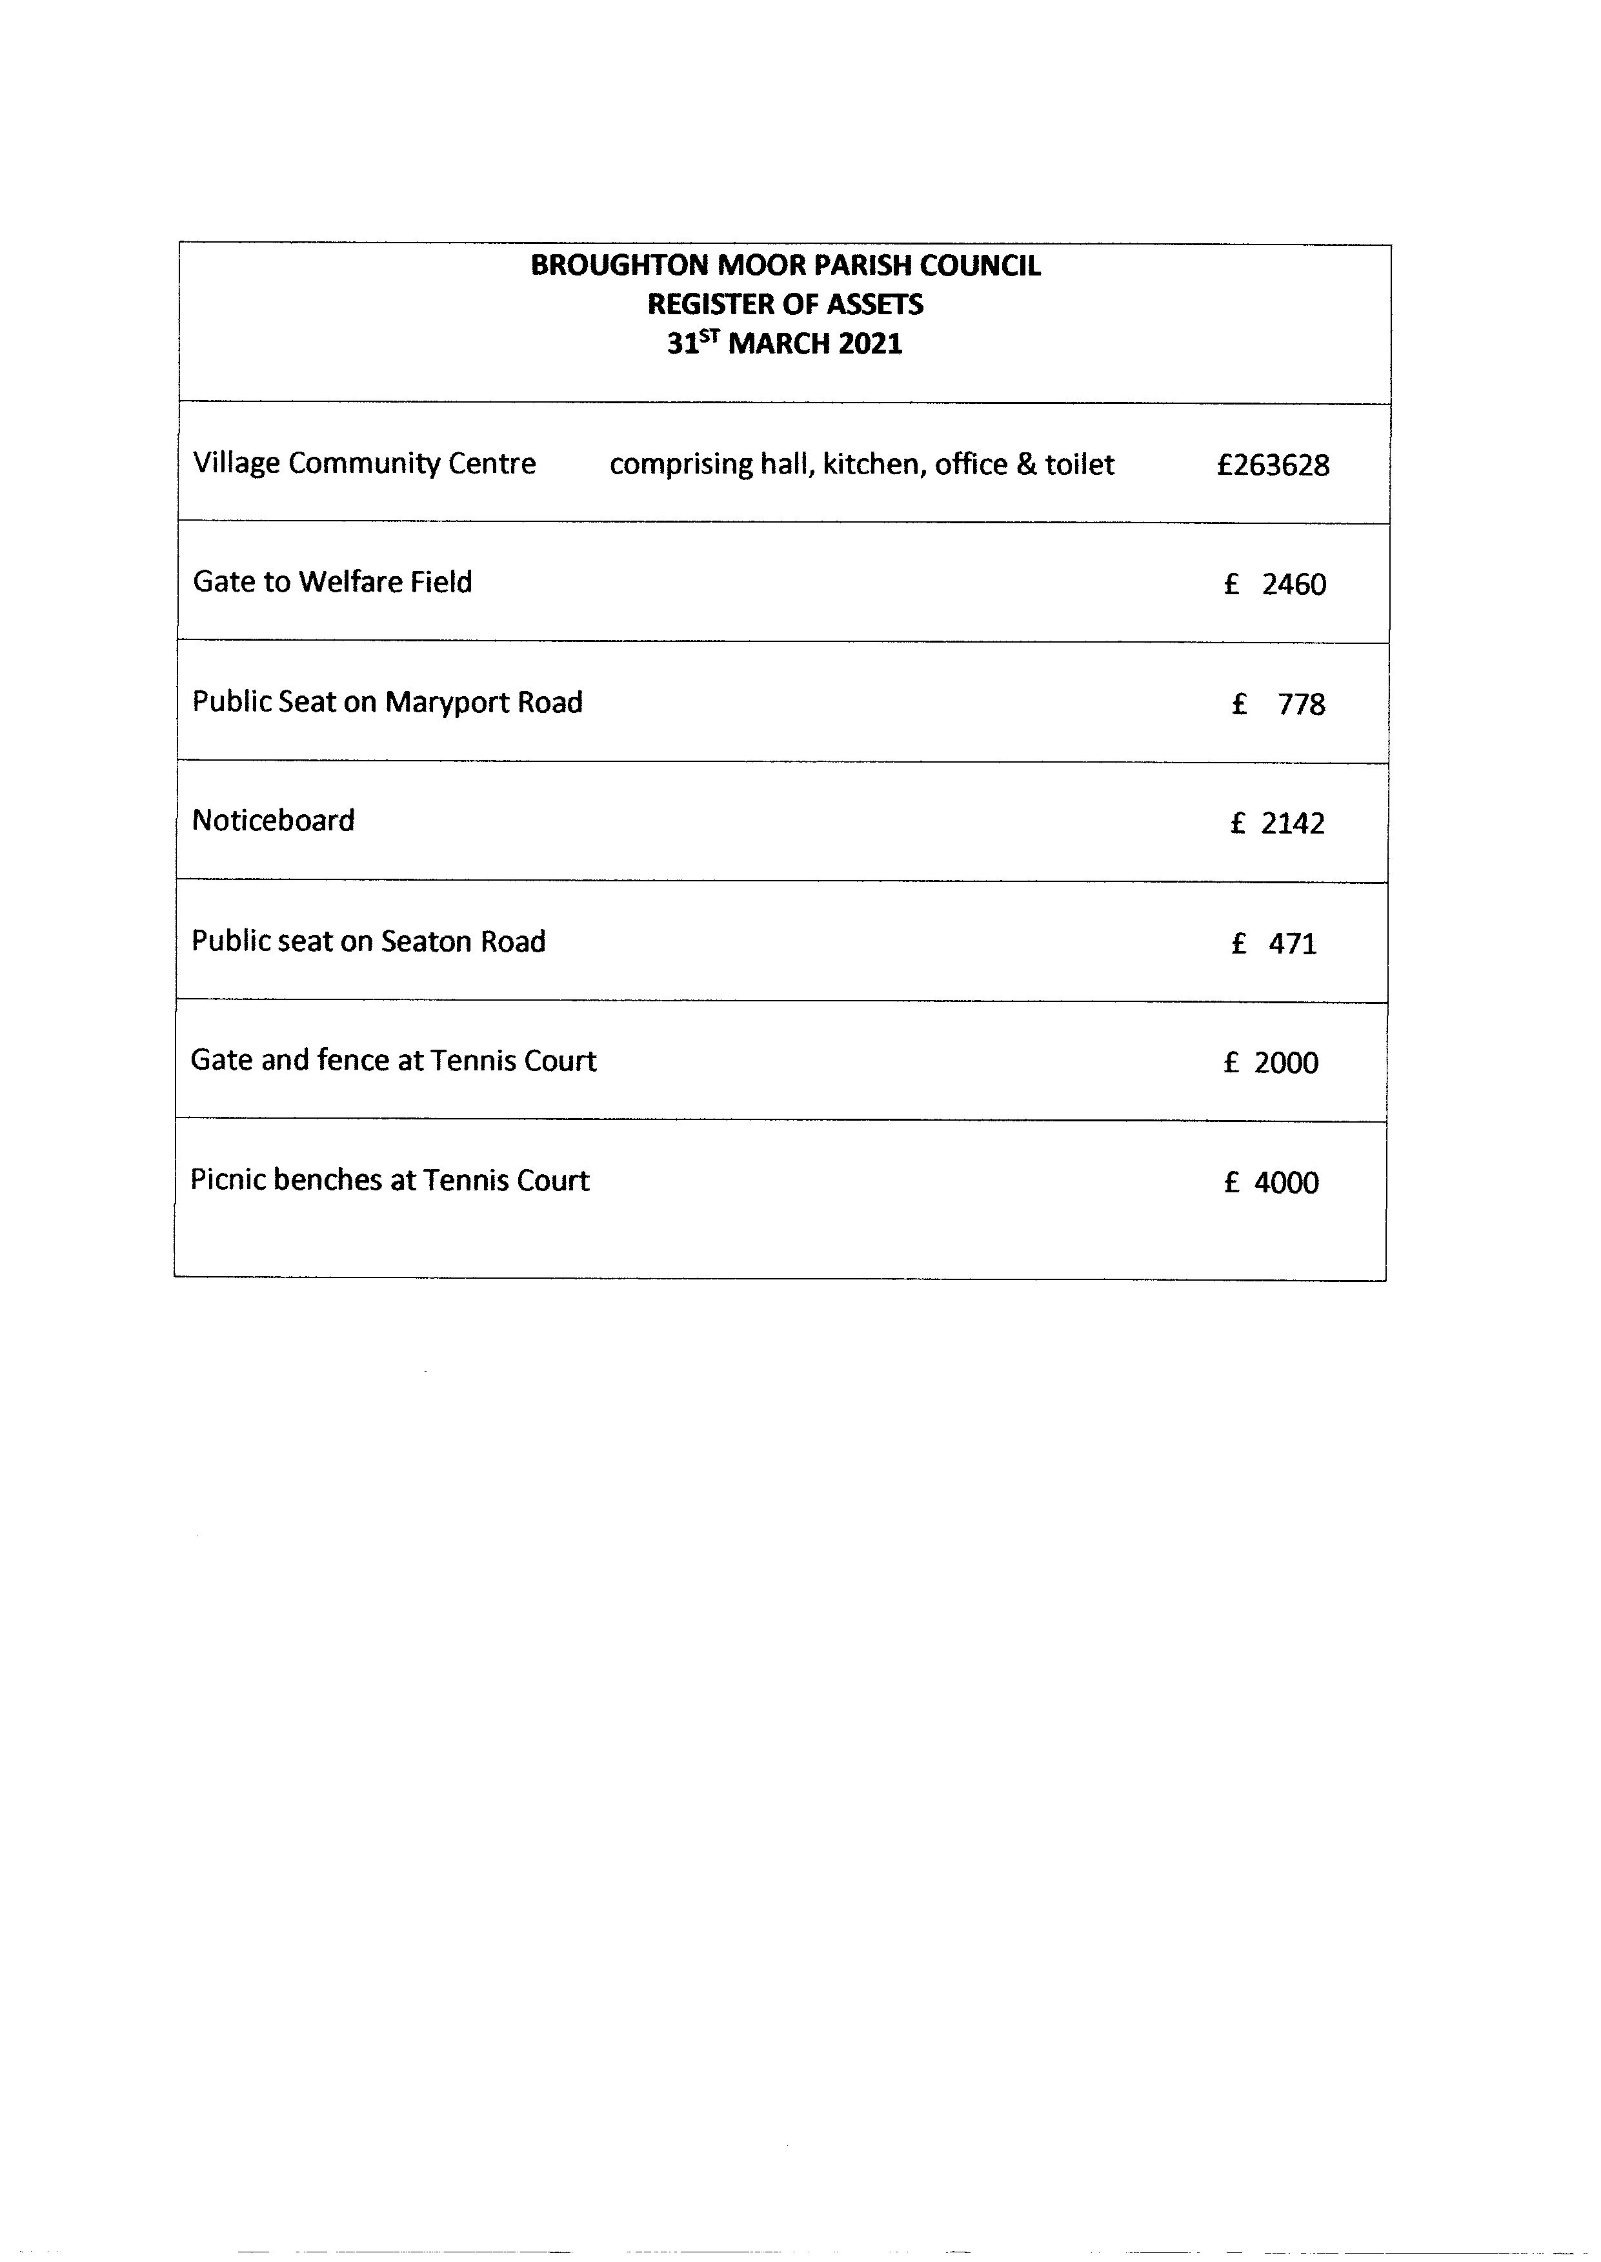 BROUGHTON MOOR PARISH COUNCIL
REGISTER OF ASSETS
31ST MARCH 2021
Village Community Centre comprising hall, kitchen, office & toilet £263628
Gate to Welfare Field £ 2460
Public Seat on Maryport Road £ 778
Noticeboard £ 2142
Public seat on Seaton Road £ 471
Gate and fence at Tennis Court £ 2000
Picnic benches at Tennis Court £ 4000